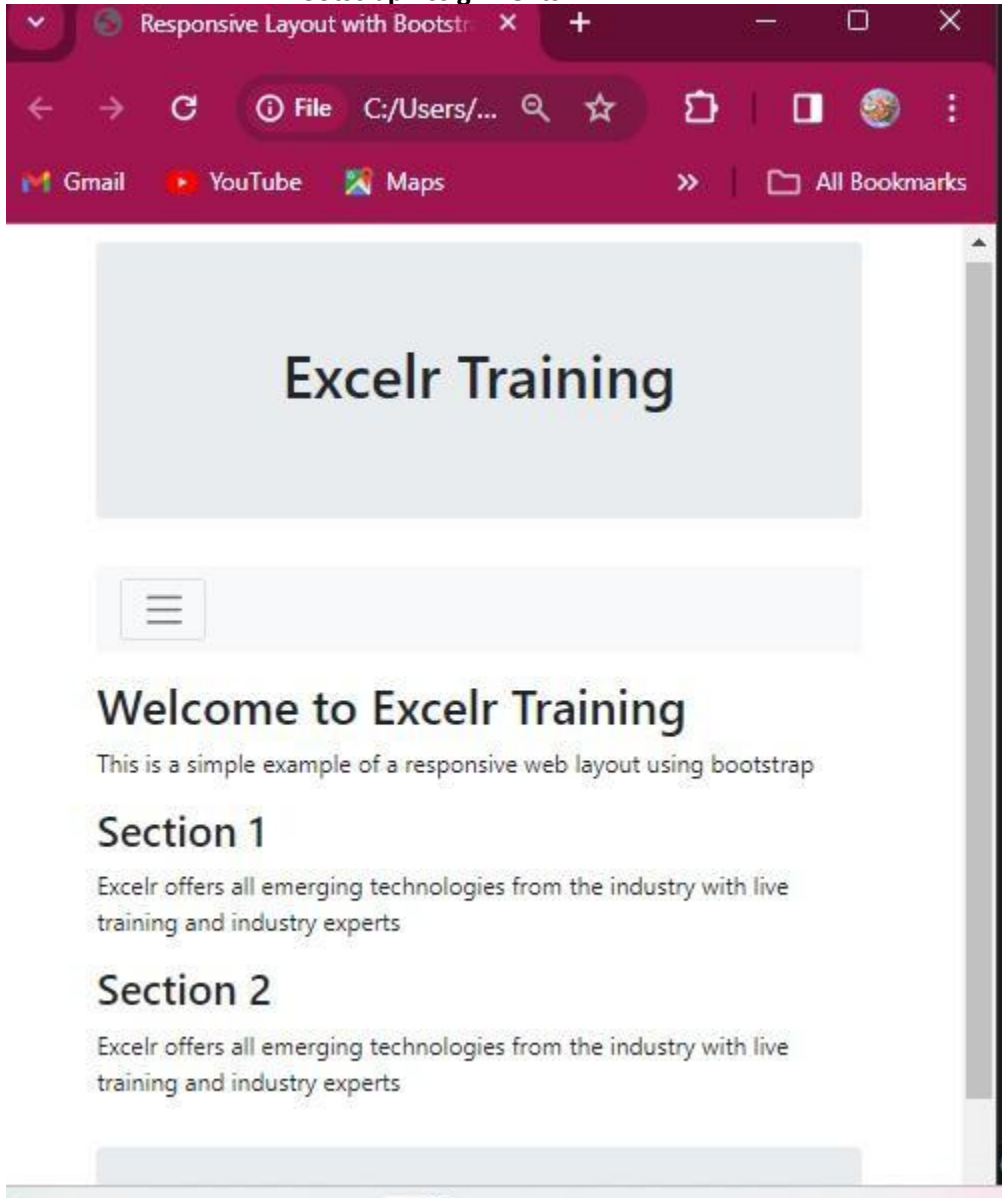 Responsive Layout with Bootstr
File C:/Users/...
Gmail YouTube Maps » All Bookmarks
Excelr Training
Welcome to Excelr Training
This is a simple example of a responsive web layout using bootstrap
Section 1
Excelr offers all emerging technologies from the industry with live
training and industry experts
Section 2
Excelr offers all emerging technologies from the industry with live
training and industry experts